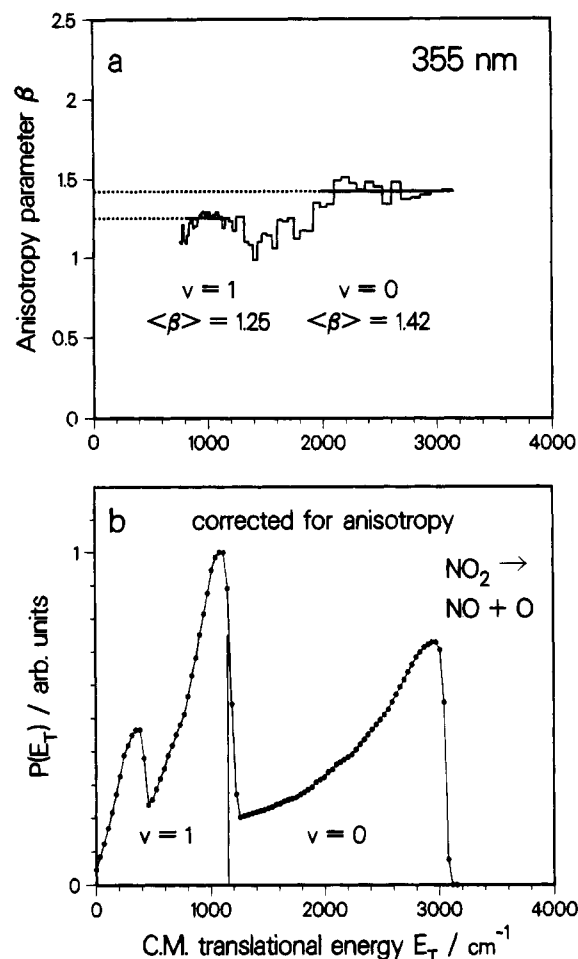 2.5
a
355 nm
2
1.5
1
0.5
0
Anisotropy parameter β
v = 1
<β> = 1.25
v = 0
<β> = 1.42
0
1000
2000
3000
4000
b
corrected for anisotropy
NO₂ →
NO + O
1
0
P(E_T) / arb. units
v = 1
v = 0
0
1000
2000
3000
4000
C.M. translational energy E_T / cm⁻¹